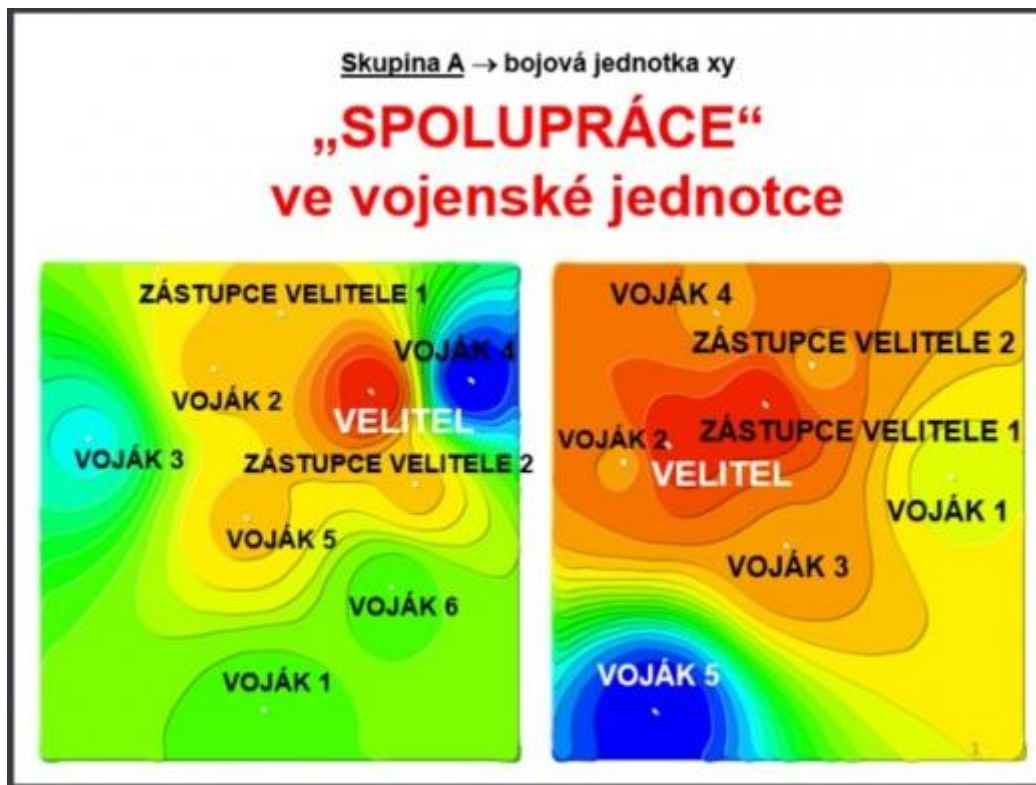 Skupina A → bojová jednotka xy
„SPOLUPRÁCE“
ve vojenské jednotce
ZÁSTUPCE VELITELE 1
VOJÁK 4
VOJÁK 2
VELITEL
VOJÁK 3
ZÁSTUPCE VELITELE 2
VOJÁK 5
VOJÁK 6
VOJÁK 1
VOJÁK 4
ZÁSTUPCE VELITELE 2
VOJÁK 2
ZÁSTUPCE VELITELE 1
VELITEL
VOJÁK 1
VOJÁK 3
VOJÁK 5
1